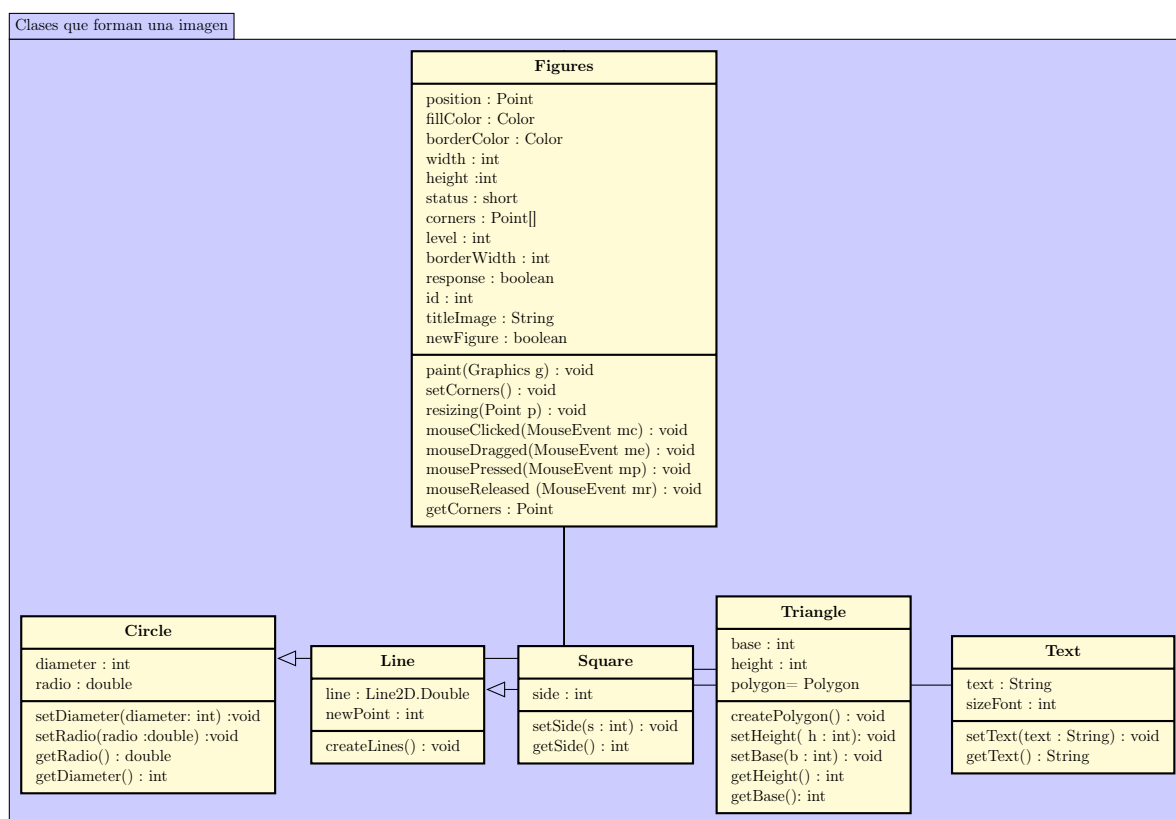 Clases que forman una imagen
Figures
position : Point
fillColor : Color
borderColor : Color
width : int
height :int
status : short
corners : Point[]
level : int
borderWidth : int
response : boolean
id : int
titleImage : String
newFigure : boolean
paint(Graphics g) : void
setCorners() : void
resizing(Point p) : void
mouseClicked(MouseEvent mc) : void
mouseDragged(MouseEvent me) : void
mousePressed(MouseEvent mp) : void
mouseReleased (MouseEvent mr) : void
getCorners : Point
Circle
diameter : int
radio : double
setDiameter(diameter: int) :void
setRadio(radio :double) :void
getRadio() : double
getDiameter() : int
Line
line : Line2D.Double
newPoint : int
createLines() : void
Square
side : int
setSide(s : int) : void
getSide() : int
Triangle
base : int
height : int
polygon= Polygon
createPolygon() : void
setHeight( h : int): void
setBase(b : int) : void
getHeight() : int
getBase(): int
Text
text : String
sizeFont : int
setText(text : String) : void
getText() : String